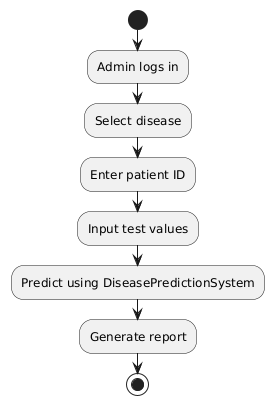 Admin logs in
Select disease
Enter patient ID
Input test values
Predict using DiseasePredictionSystem
Generate report